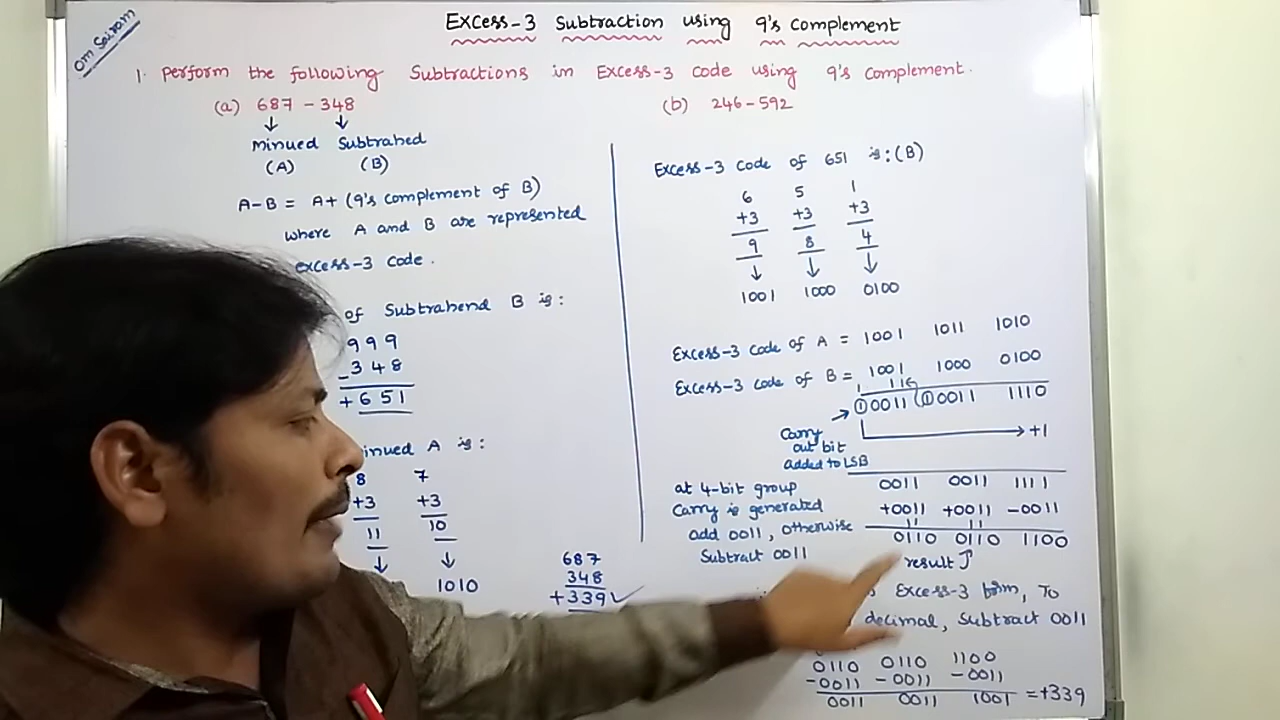 Om Sairam
Excess-3 Subtraction using 9's complement
1. Perform the following Subtractions in Excess-3 code using 9's complement.
(a) 687 - 348
(b) 246-592
↓ ↓
Minued Subtrahed
(A) (B)
A-B = A+ (9's complement of B)
where A and B are represented
excess-3 code.
of Subtrahend B is:
999
-348
+651
inued A is:
8 7
+3 +3
11 10
↓ ↓
1010
687
348
+339✓
Excess-3 code of 651 is:(B)
6 5 1
+3 +3 +3
9 8 4
↓ ↓ ↓
1001 1000 0100
Excess-3 code of A = 1001 1011 1010
Excess-3 code of B = 1001 1000 0100
①0011 ①0011 1110
Carry out bit added to LSB
→ +1
0011 0011 1111
at 4-bit group
Carry is generated
add 0011, otherwise
Subtract 0011
+0011 +0011 -0011
0110 0110 1100
result
Excess-3 form, To
decimal, Subtract 0011
0110 0110 1100
-0011 -0011 -0011
0011 0011 1001 = +339